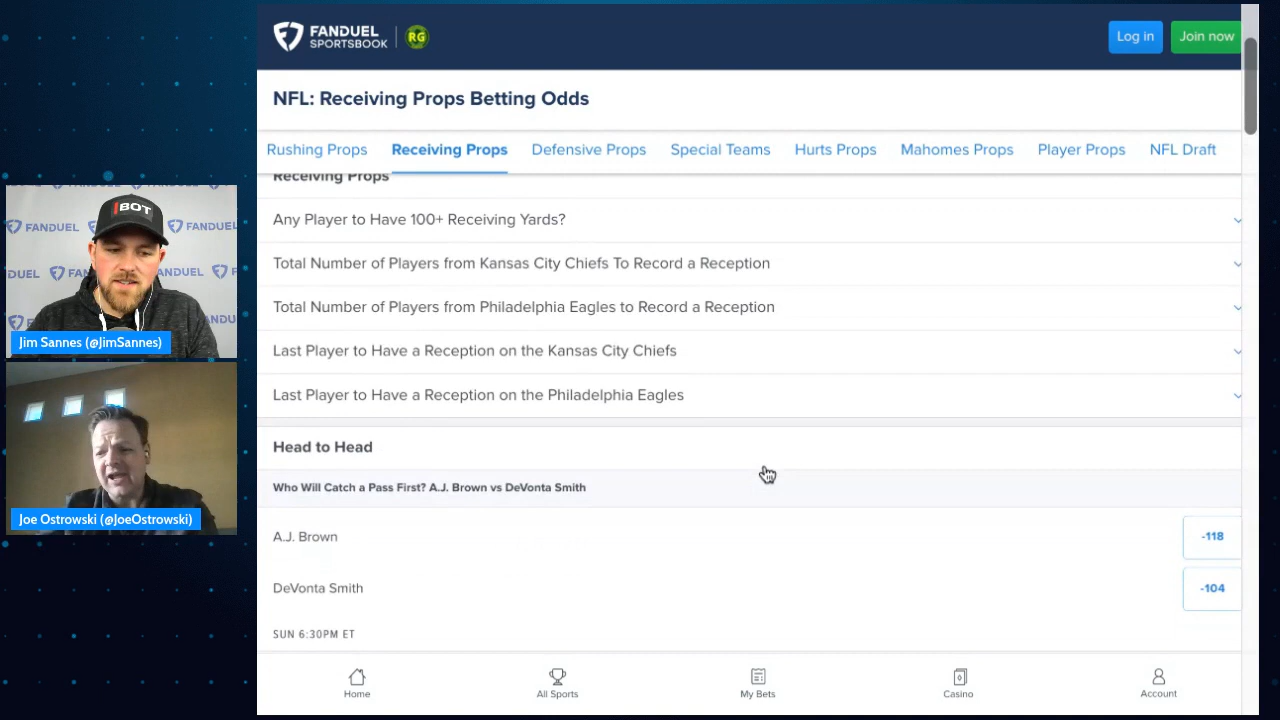 FANDUEL
SPORTSBOOK
RG
Log in
Join now
NFL: Receiving Props Betting Odds
Rushing Props
Receiving Props
Defensive Props
Special Teams
Hurts Props
Mahomes Props
Player Props
NFL Draft
Receiving Props
Any Player to Have 100+ Receiving Yards?
Total Number of Players from Kansas City Chiefs To Record a Reception
Total Number of Players from Philadelphia Eagles to Record a Reception
Last Player to Have a Reception on the Kansas City Chiefs
Last Player to Have a Reception on the Philadelphia Eagles
Head to Head
Who Will Catch a Pass First? A.J. Brown vs DeVonta Smith
A.J. Brown
-118
DeVonta Smith
-104
SUN 6:30PM ET
Home
All Sports
My Bets
Casino
Account
BOT
FANDUEL
FANDUEL
DUEL
Jim Sannes (@JimSannes)
Joe Ostrowski (@JoeOstrowski)